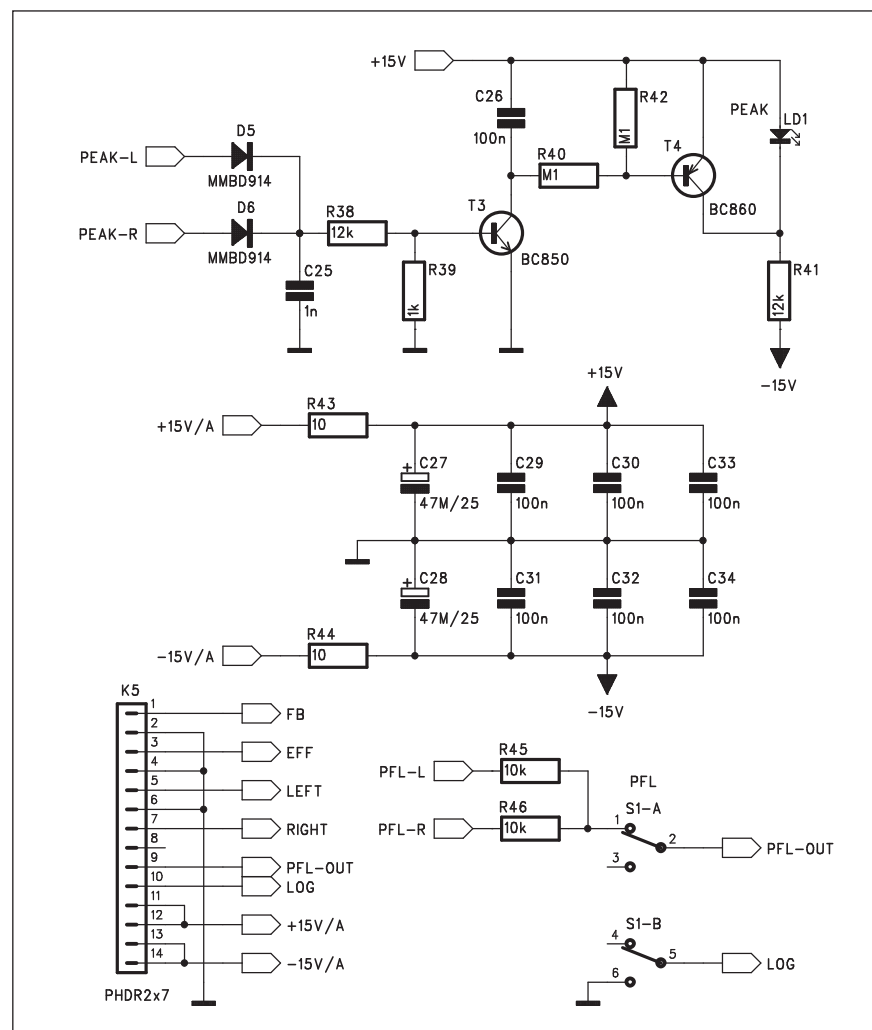 +15V
C26
100n
R42
M1
PEAK
LD1
D5
PEAK-L
MMBD914
R40
M1
T4
BC860
D6
PEAK-R
MMBD914
R38
12k
T3
BC850
C25
1n
R39
1k
R41
12k
-15V
+15V
+15V/A
R43
10
C27
47M/25
C29
100n
C30
100n
C33
100n
C28
47M/25
C31
100n
C32
100n
C34
100n
-15V/A
R44
10
-15V
K5
1
FB
2
3
EFF
4
5
LEFT
6
7
RIGHT
8
9
PFL-OUT
10
LOG
11
12
+15V/A
13
14
-15V/A
PHDR2x7
PFL-L
R45
10k
PFL-R
R46
10k
PFL
S1-A
1
2
3
PFL-OUT
S1-B
4
5
6
LOG
+
+